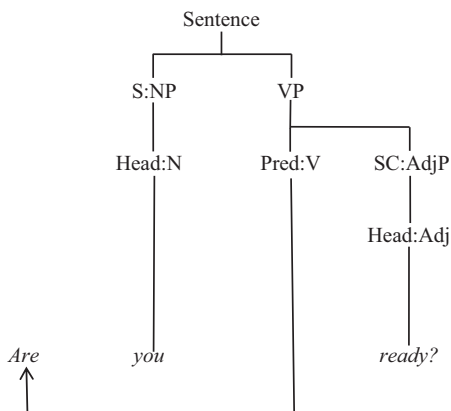 Sentence
S:NP VP
Head:N Pred:V SC:AdjP
Head:Adj
Are you ready?